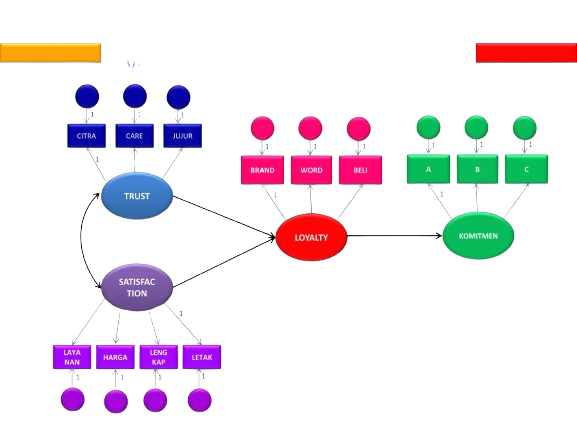 1
1
1
CITRA
CARE
JUJUR
1
TRUST
1
1
1
BRAND
WORD
BELI
1
LOYALTY
1
1
1
A
B
C
1
KOMITMEN
SATISFAC
TION
1
LAYA
NAN
HARGA
LENG
KAP
LETAK
1
1
1
1